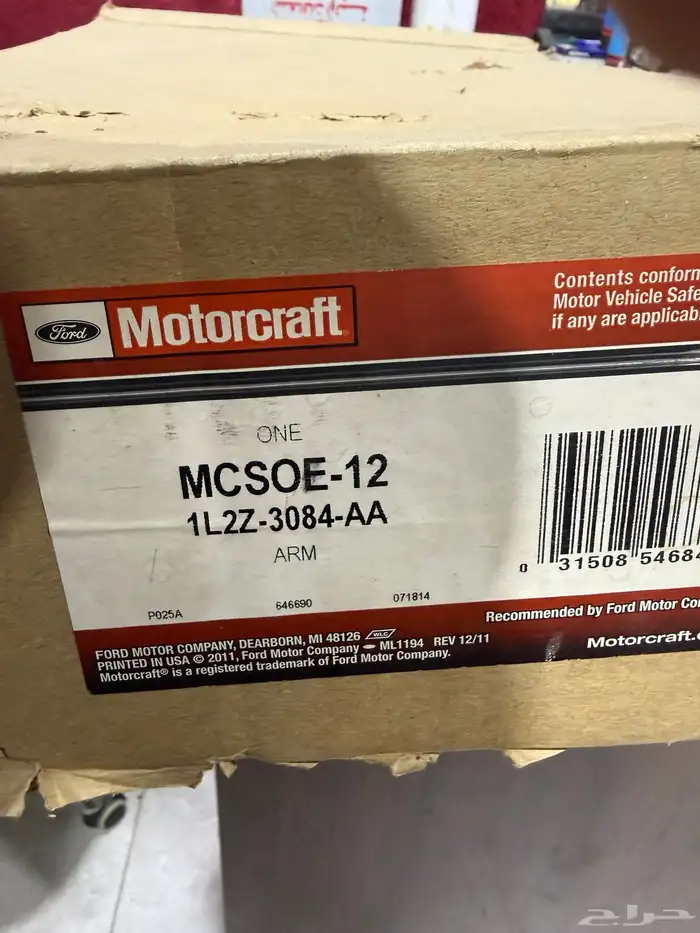 Contents conform
Motor Vehicle Safe
if any are applicab
Ford Motorcraft®
ONE
MCSOE-12
1L2Z-3084-AA
ARM
0 31508 5468
P025A 646690 071814
Recommended by Ford Motor Co
FORD MOTOR COMPANY, DEARBORN, MI 48126 WLC
PRINTED IN USA © 2011, Ford Motor Company ML1194 REV 12/11
Motorcraft® is a registered trademark of Ford Motor Company.
Motorcraft.
حراج